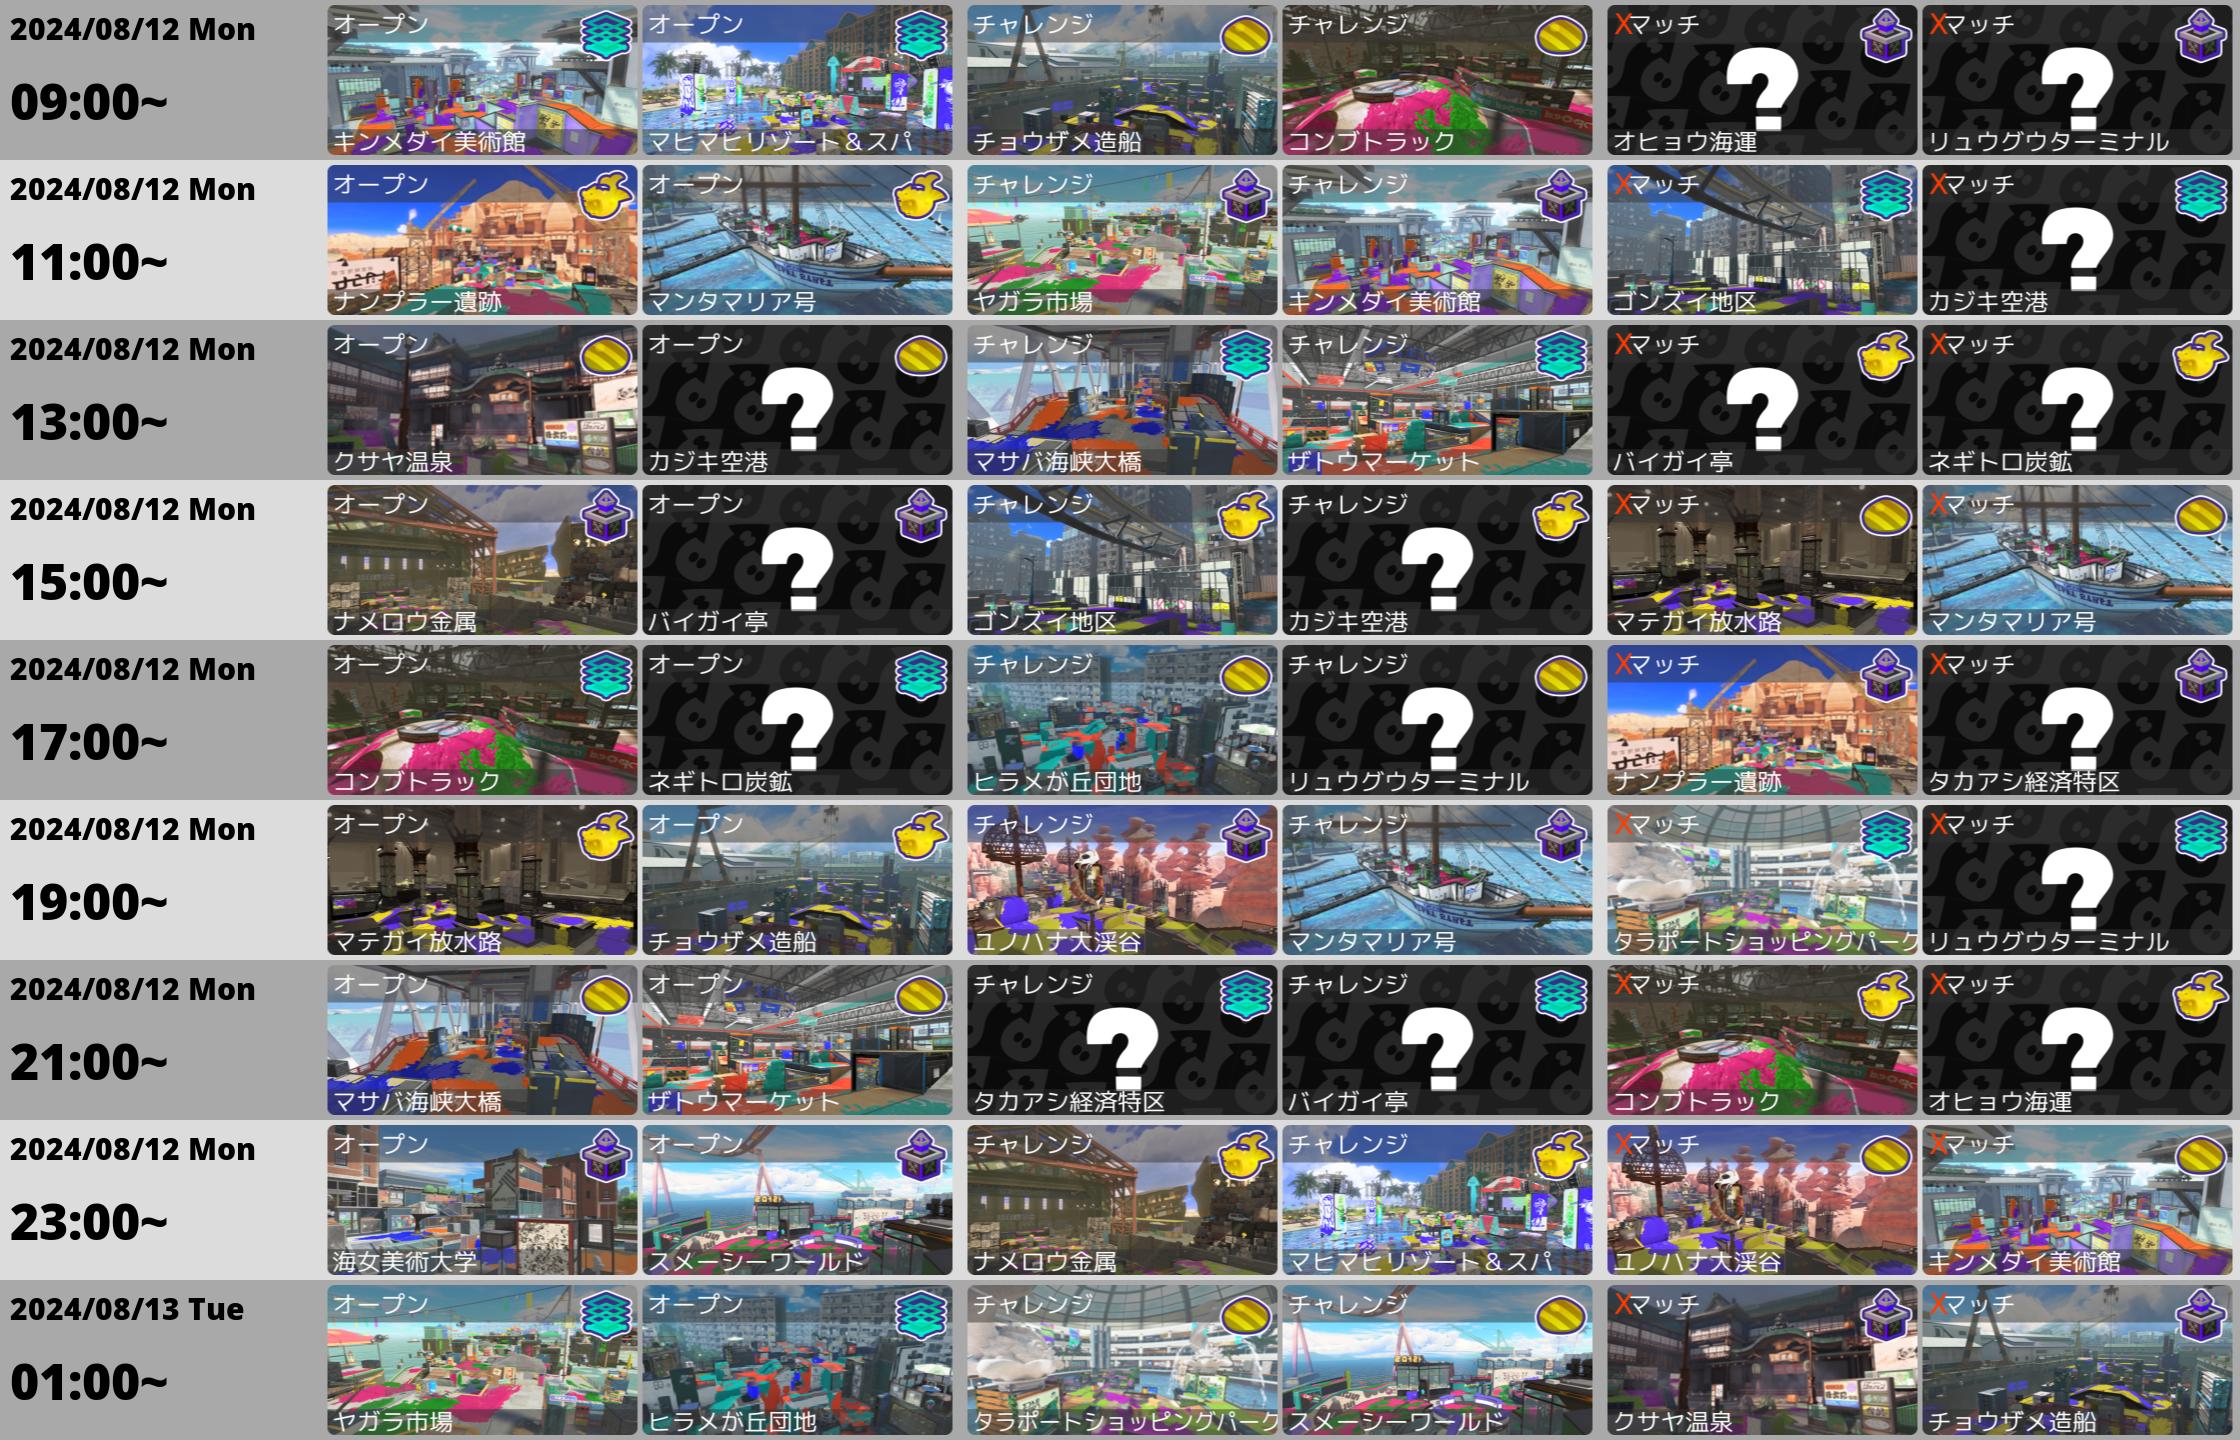 2024/08/12 Mon
09:00~
オープン
キンメダイ美術館
オープン
マヒマヒリゾート＆スパ
チャレンジ
チョウザメ造船
チャレンジ
コンブトラック
Xマッチ
?
オヒョウ海運
Xマッチ
?
リュウグウターミナル
2024/08/12 Mon
11:00~
オープン
ナンプラー遺跡
オープン
マンタマリア号
チャレンジ
ヤガラ市場
チャレンジ
キンメダイ美術館
Xマッチ
ゴンズイ地区
Xマッチ
?
カジキ空港
2024/08/12 Mon
13:00~
オープン
クサヤ温泉
オープン
?
カジキ空港
チャレンジ
マサバ海峡大橋
チャレンジ
ザトウマーケット
Xマッチ
?
バイガイ亭
Xマッチ
?
ネギトロ炭鉱
2024/08/12 Mon
15:00~
オープン
ナメロウ金属
オープン
?
バイガイ亭
チャレンジ
ゴンズイ地区
チャレンジ
?
カジキ空港
Xマッチ
マテガイ放水路
Xマッチ
マンタマリア号
2024/08/12 Mon
17:00~
オープン
コンブトラック
オープン
?
ネギトロ炭鉱
チャレンジ
ヒラメが丘団地
チャレンジ
?
リュウグウターミナル
Xマッチ
ナンプラー遺跡
Xマッチ
?
タカアシ経済特区
2024/08/12 Mon
19:00~
オープン
マテガイ放水路
オープン
チョウザメ造船
チャレンジ
ユノハナ大渓谷
チャレンジ
マンタマリア号
Xマッチ
タラポートショッピングパーク
Xマッチ
?
リュウグウターミナル
2024/08/12 Mon
21:00~
オープン
マサバ海峡大橋
オープン
ザトウマーケット
チャレンジ
?
タカアシ経済特区
チャレンジ
?
バイガイ亭
Xマッチ
コンブトラック
Xマッチ
?
オヒョウ海運
2024/08/12 Mon
23:00~
オープン
海女美術大学
オープン
スメーシーワールド
チャレンジ
ナメロウ金属
チャレンジ
マヒマヒリゾート＆スパ
Xマッチ
ユノハナ大渓谷
Xマッチ
キンメダイ美術館
2024/08/13 Tue
01:00~
オープン
ヤガラ市場
オープン
ヒラメが丘団地
チャレンジ
タラポートショッピングパーク
チャレンジ
スメーシーワールド
Xマッチ
クサヤ温泉
Xマッチ
チョウザメ造船